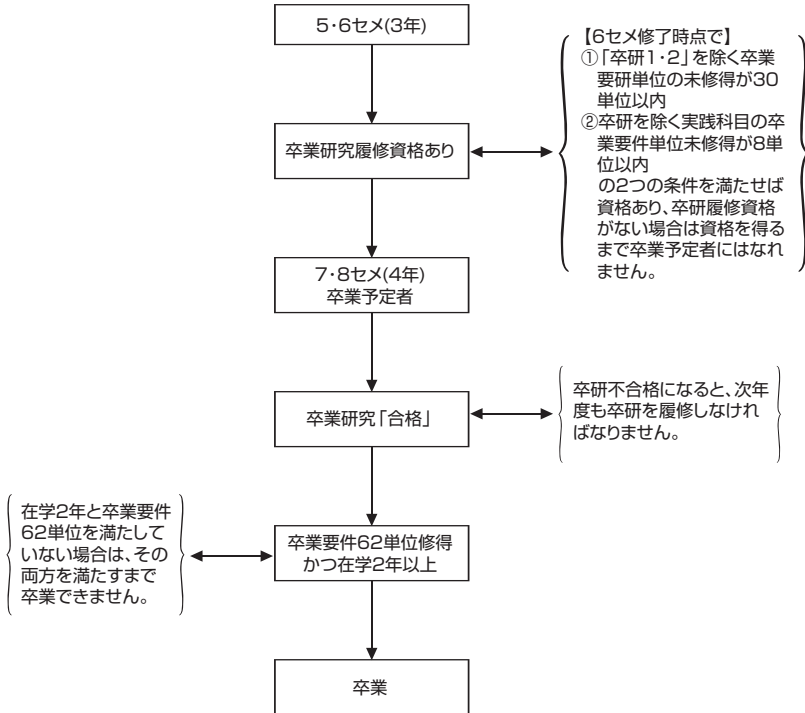 5・6セメ(3年)
【6セメ修了時点で】
①「卒研1・2」を除く卒業
要研単位の未修得が30
単位以内
②卒研を除く実践科目の卒
業要件単位未修得が8単
位以内
の2つの条件を満たせば
資格あり、卒研履修資格
がない場合は資格を得る
まで卒業予定者にはなれ
ません。
卒業研究履修資格あり
7・8セメ(4年)
卒業予定者
卒業研究「合格」
卒研不合格になると、次年
度も卒研を履修しなけれ
ばなりません。
在学2年と卒業要件
62単位を満たして
いない場合は、その
両方を満たすまで
卒業できません。
卒業要件62単位修得
かつ在学2年以上
卒業